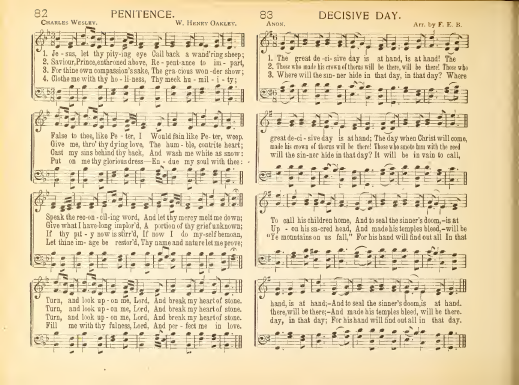 82 PENITENCE.
CHARLES WESLEY. W. HENRY OAKLEY.
1. Je - sus, let thy pity-ing eye Call back a wand'ring sheep;
2. Saviour, Prince, enthroned above, Re - pent-ance to im - part,
3. For thine own compassion's sake, The gra-cious won-der show;
4. Clothe me with thy ho - li-ness, Thy meek hu - mil - i - ty;
False to thee, like Pe - ter, I Would fain like Pe-ter, weep.
Give me, thro' thy dying love, The hum - ble, contrite heart;
Cast my sins behind thy back, And wash me white as snow:
Put on me thy glorious dress— En - due my soul with thee:
Speak the rec-on - cil-ing word, And let thy mercy melt me down;
Give what I have long implor'd, A portion of thy grief unknown;
If thy pit - y now is stirr'd, If now I do my-self bemoan,
Let thine im- age be restor'd, Thy name and nature let me prove;
Turn, and look up - on me, Lord, And break my heart of stone.
Turn, and look up - on me, Lord, And break my heart of stone.
Turn, and look up - on me, Lord, And break my heart of stone.
Fill me with thy fulness, Lord, And per - fect me in love.
83 DECISIVE DAY.
ANON. Arr. by F. E. B.
1. The great de-ci-sive day is at hand, is at hand! The
2. Those who made his crown of thorns will be there, will be there! Those who
3. Where will the sin-ner hide in that day, in that day? Where
great de-ci-sive day is at hand; The day when Christ will come,
made his crown of thorns will be there! Those who smote him with the reed
will the sin-ner hide in that day? It will be in vain to call,
To call his children home, And to seal the sinner's doom,—is at
Up - on his sa-cred head, And made his temples bleed,—will be
"Ye mountains on us fall," For his hand will find out all In that
hand, is at hand;—And to seal the sinner's doom, is at hand.
there, will be there;—And made his temples bleed, will be there.
day, in that day; For his hand will find out all in that day.